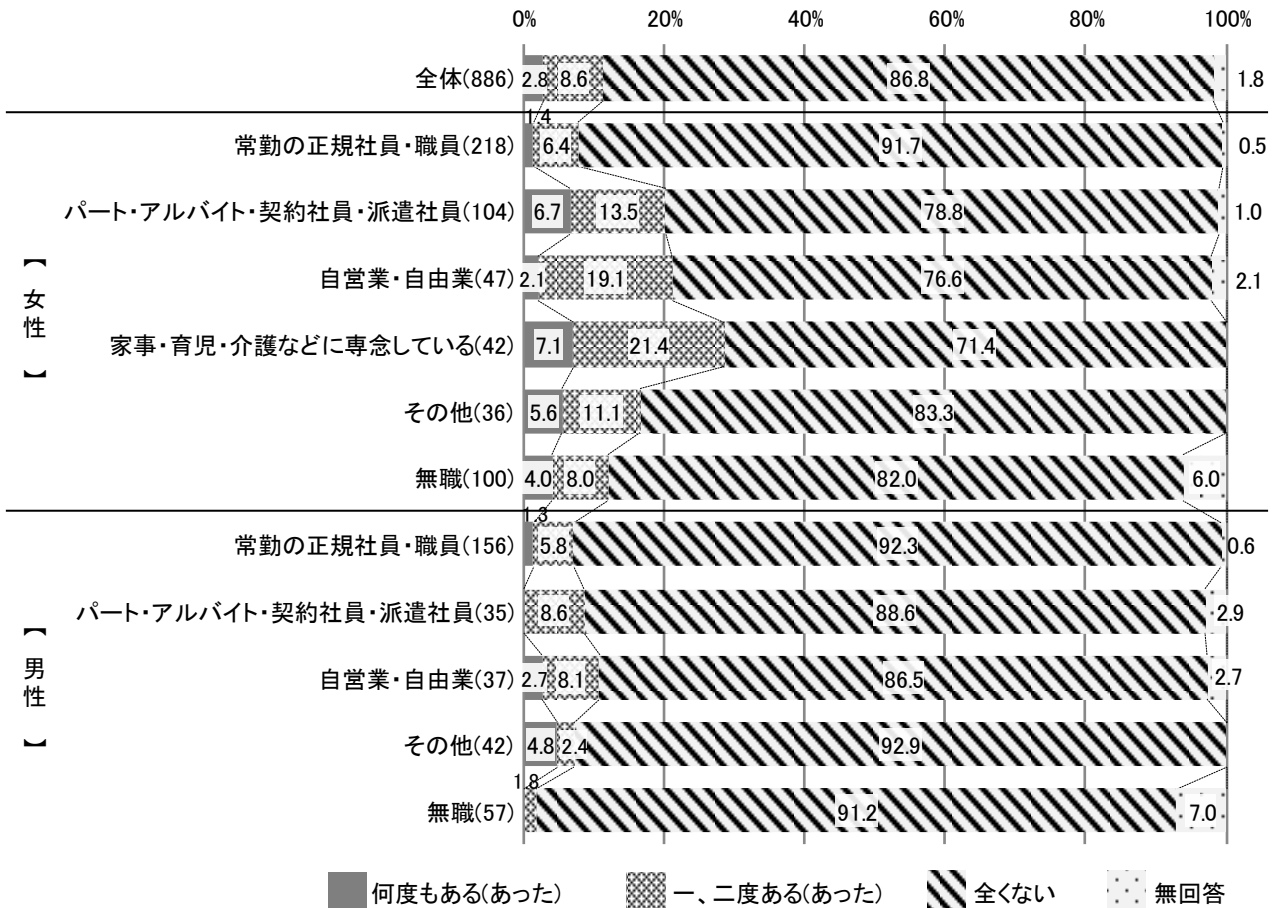 0% 20% 40% 60% 80% 100%
全体(886) 2.8 8.6 86.8 1.8
【女性】
常勤の正規社員・職員(218) 1.4 6.4 91.7 0.5
パート・アルバイト・契約社員・派遣社員(104) 6.7 13.5 78.8 1.0
自営業・自由業(47) 2.1 19.1 76.6 2.1
家事・育児・介護などに専念している(42) 7.1 21.4 71.4
その他(36) 5.6 11.1 83.3
無職(100) 4.0 8.0 82.0 6.0
【男性】
常勤の正規社員・職員(156) 1.3 5.8 92.3 0.6
パート・アルバイト・契約社員・派遣社員(35) 8.6 88.6 2.9
自営業・自由業(37) 2.7 8.1 86.5 2.7
その他(42) 4.8 2.4 92.9
無職(57) 1.8 91.2 7.0
何度もある(あった) 一、二度ある(あった) 全くない 無回答